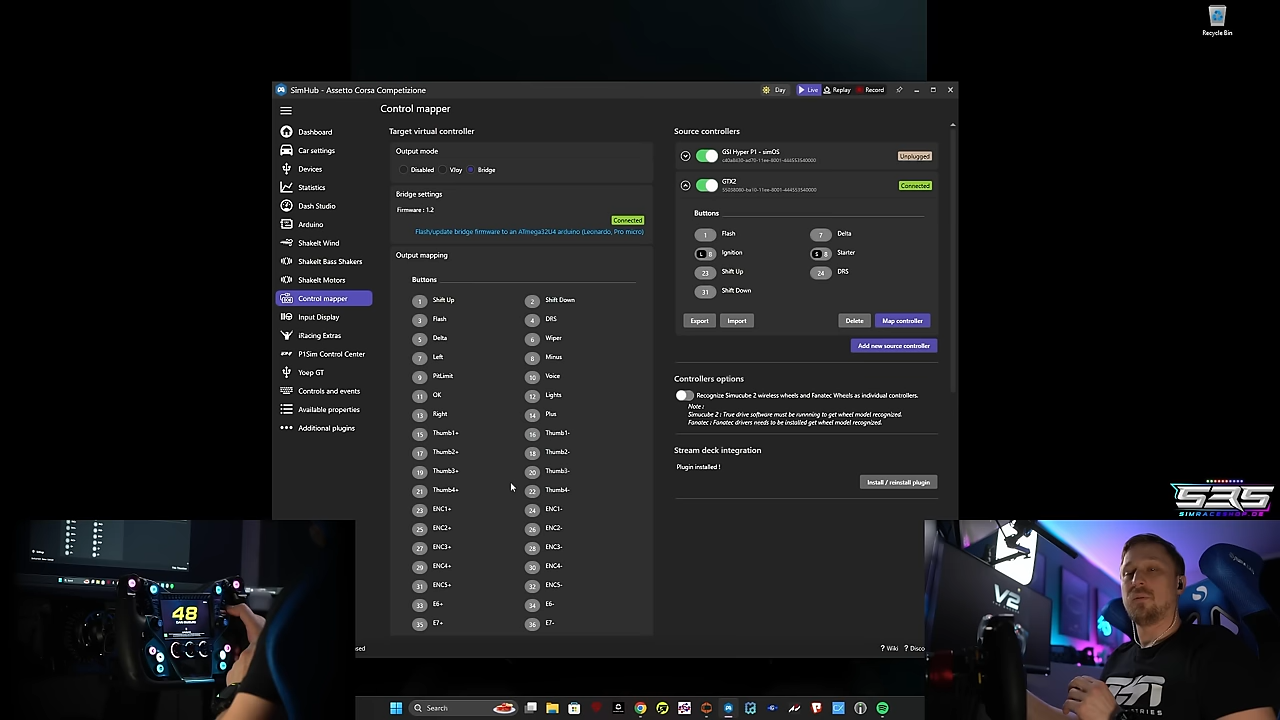 Recycle Bin
SimHub - Assetto Corsa Competizione
Day
Live
Replay
Record
Control mapper
Dashboard
Car settings
Devices
Statistics
Dash Studio
Arduino
ShakeIt Wind
ShakeIt Bass Shakers
ShakeIt Motors
Control mapper
Input Display
iRacing Extras
P1Sim Control Center
Yoep GT
Controls and events
Available properties
Additional plugins
Target virtual controller
Output mode
Disabled
VJoy
Bridge
Bridge settings
Firmware : 1.2
Connected
Flash/update bridge firmware to an ATmega32U4 arduino (Leonardo, Pro micro)
Output mapping
Buttons
1 Shift Up
2 Shift Down
3 Flash
4 DRS
5 Delta
6 Wiper
7 Left
8 Minus
9 PitLimit
10 Voice
11 OK
12 Lights
13 Right
14 Plus
15 Thumb1+
16 Thumb1-
17 Thumb2+
18 Thumb2-
19 Thumb3+
20 Thumb3-
21 Thumb4+
22 Thumb4-
23 ENC1+
24 ENC1-
25 ENC2+
26 ENC2-
27 ENC3+
28 ENC3-
29 ENC4+
30 ENC4-
31 ENC5+
32 ENC5-
33 E6+
34 E6-
35 E7+
36 E7-
Source controllers
GSI Hyper P1 - simOS
Unplugged
GTX2
Connected
Buttons
1 Flash
7 Delta
L 8 Ignition
S 8 Starter
23 Shift Up
24 DRS
31 Shift Down
Export
Import
Delete
Map controller
Add new source controller
Controllers options
Recognize Simucube 2 wireless wheels and Fanatec Wheels as individual controllers.
Note :
Simucube 2 : True drive software must be runnning to get wheel model recognized.
Fanatec : Fanatec drivers needs to be installed get wheel model recognized.
Stream deck integration
Plugin installed !
Install / reinstall plugin
? Wiki
? Disco
SRS
SIMRACESHOP.DE
48
V2
Search